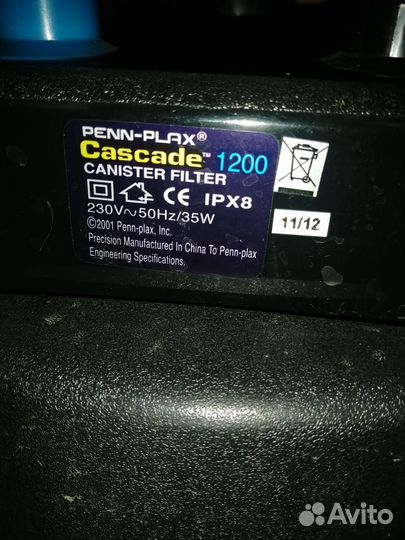 PENN-PLAX®
Cascade™ 1200
CANISTER FILTER
CE IPX8
230V~50Hz/35W
©2001 Penn-plax, Inc.
Precision Manufactured In China To Penn-plax
Engineering Specifications.
11/12
Avito